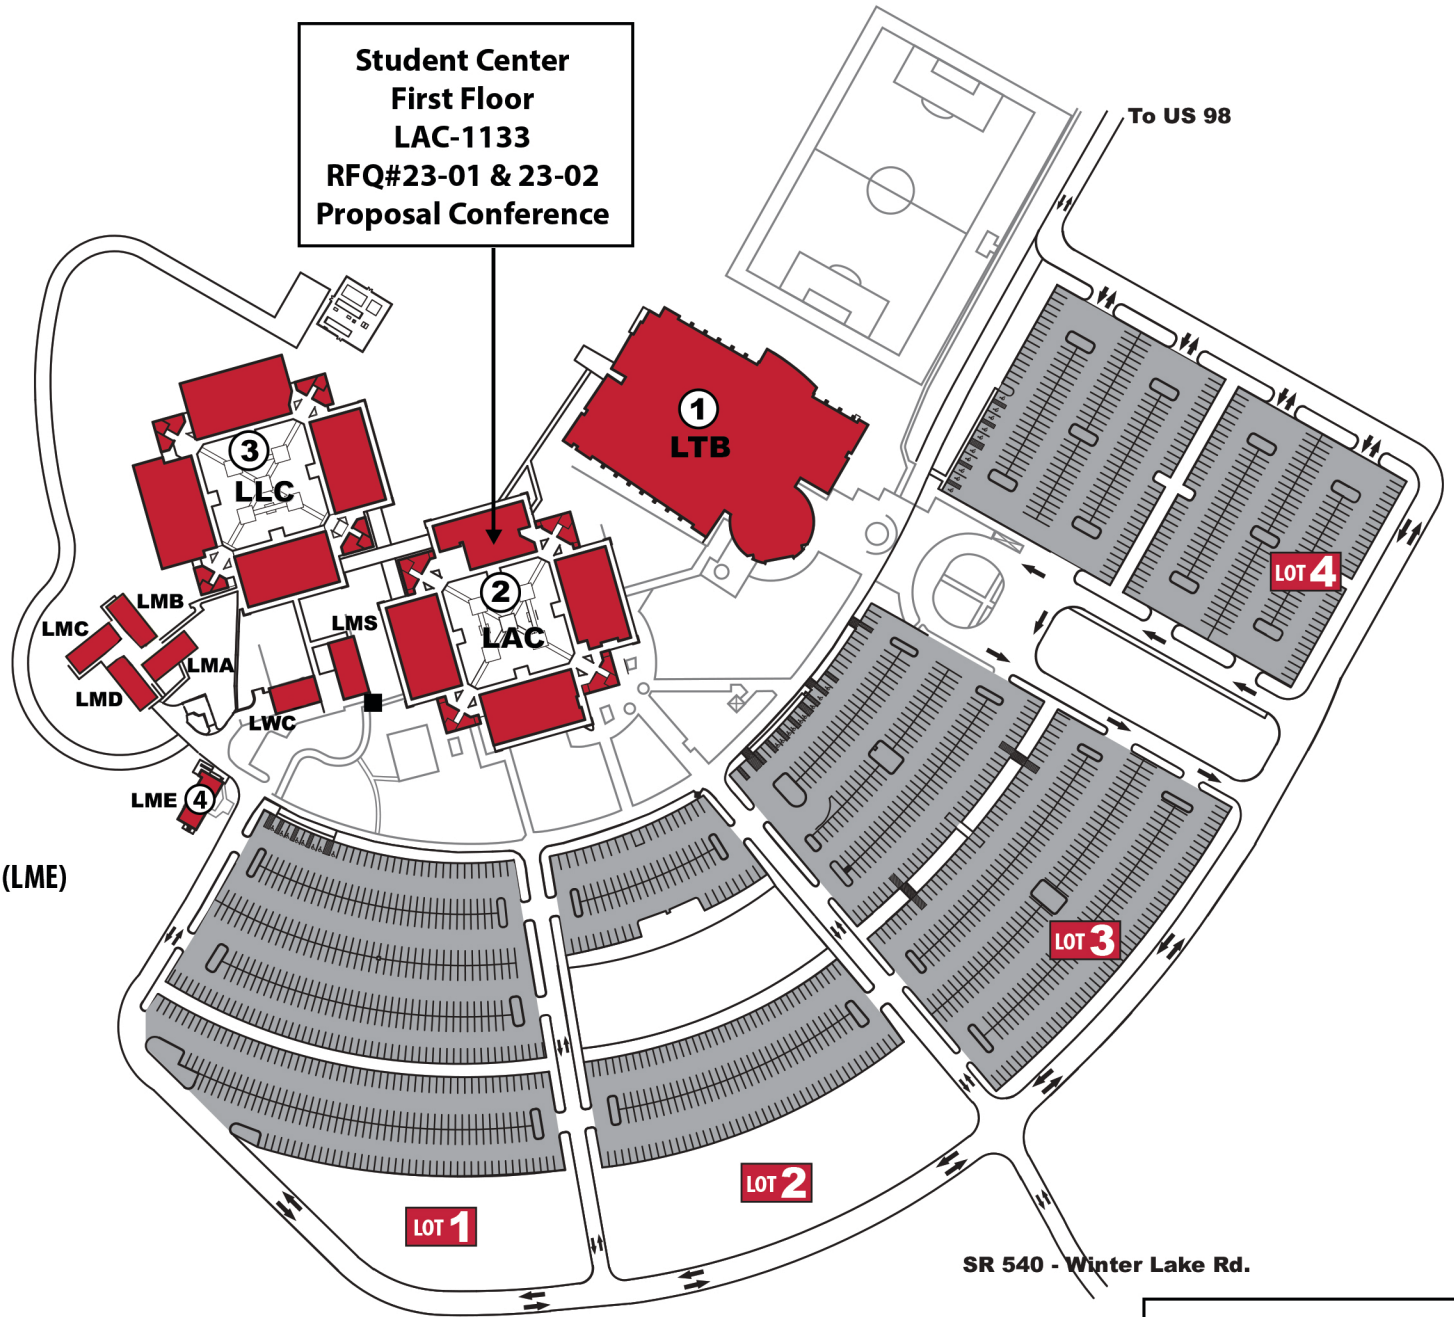 Student Center
First Floor
LAC-1133
RFQ#23-01 & 23-02
Proposal Conference
To US 98
1
LTB
3
LLC
2
LAC
LMB
LMC
LMS
LMA
LMD
LWC
LME 4
(LME)
LOT 4
LOT 3
LOT 2
LOT 1
SR 540 - Winter Lake Rd.